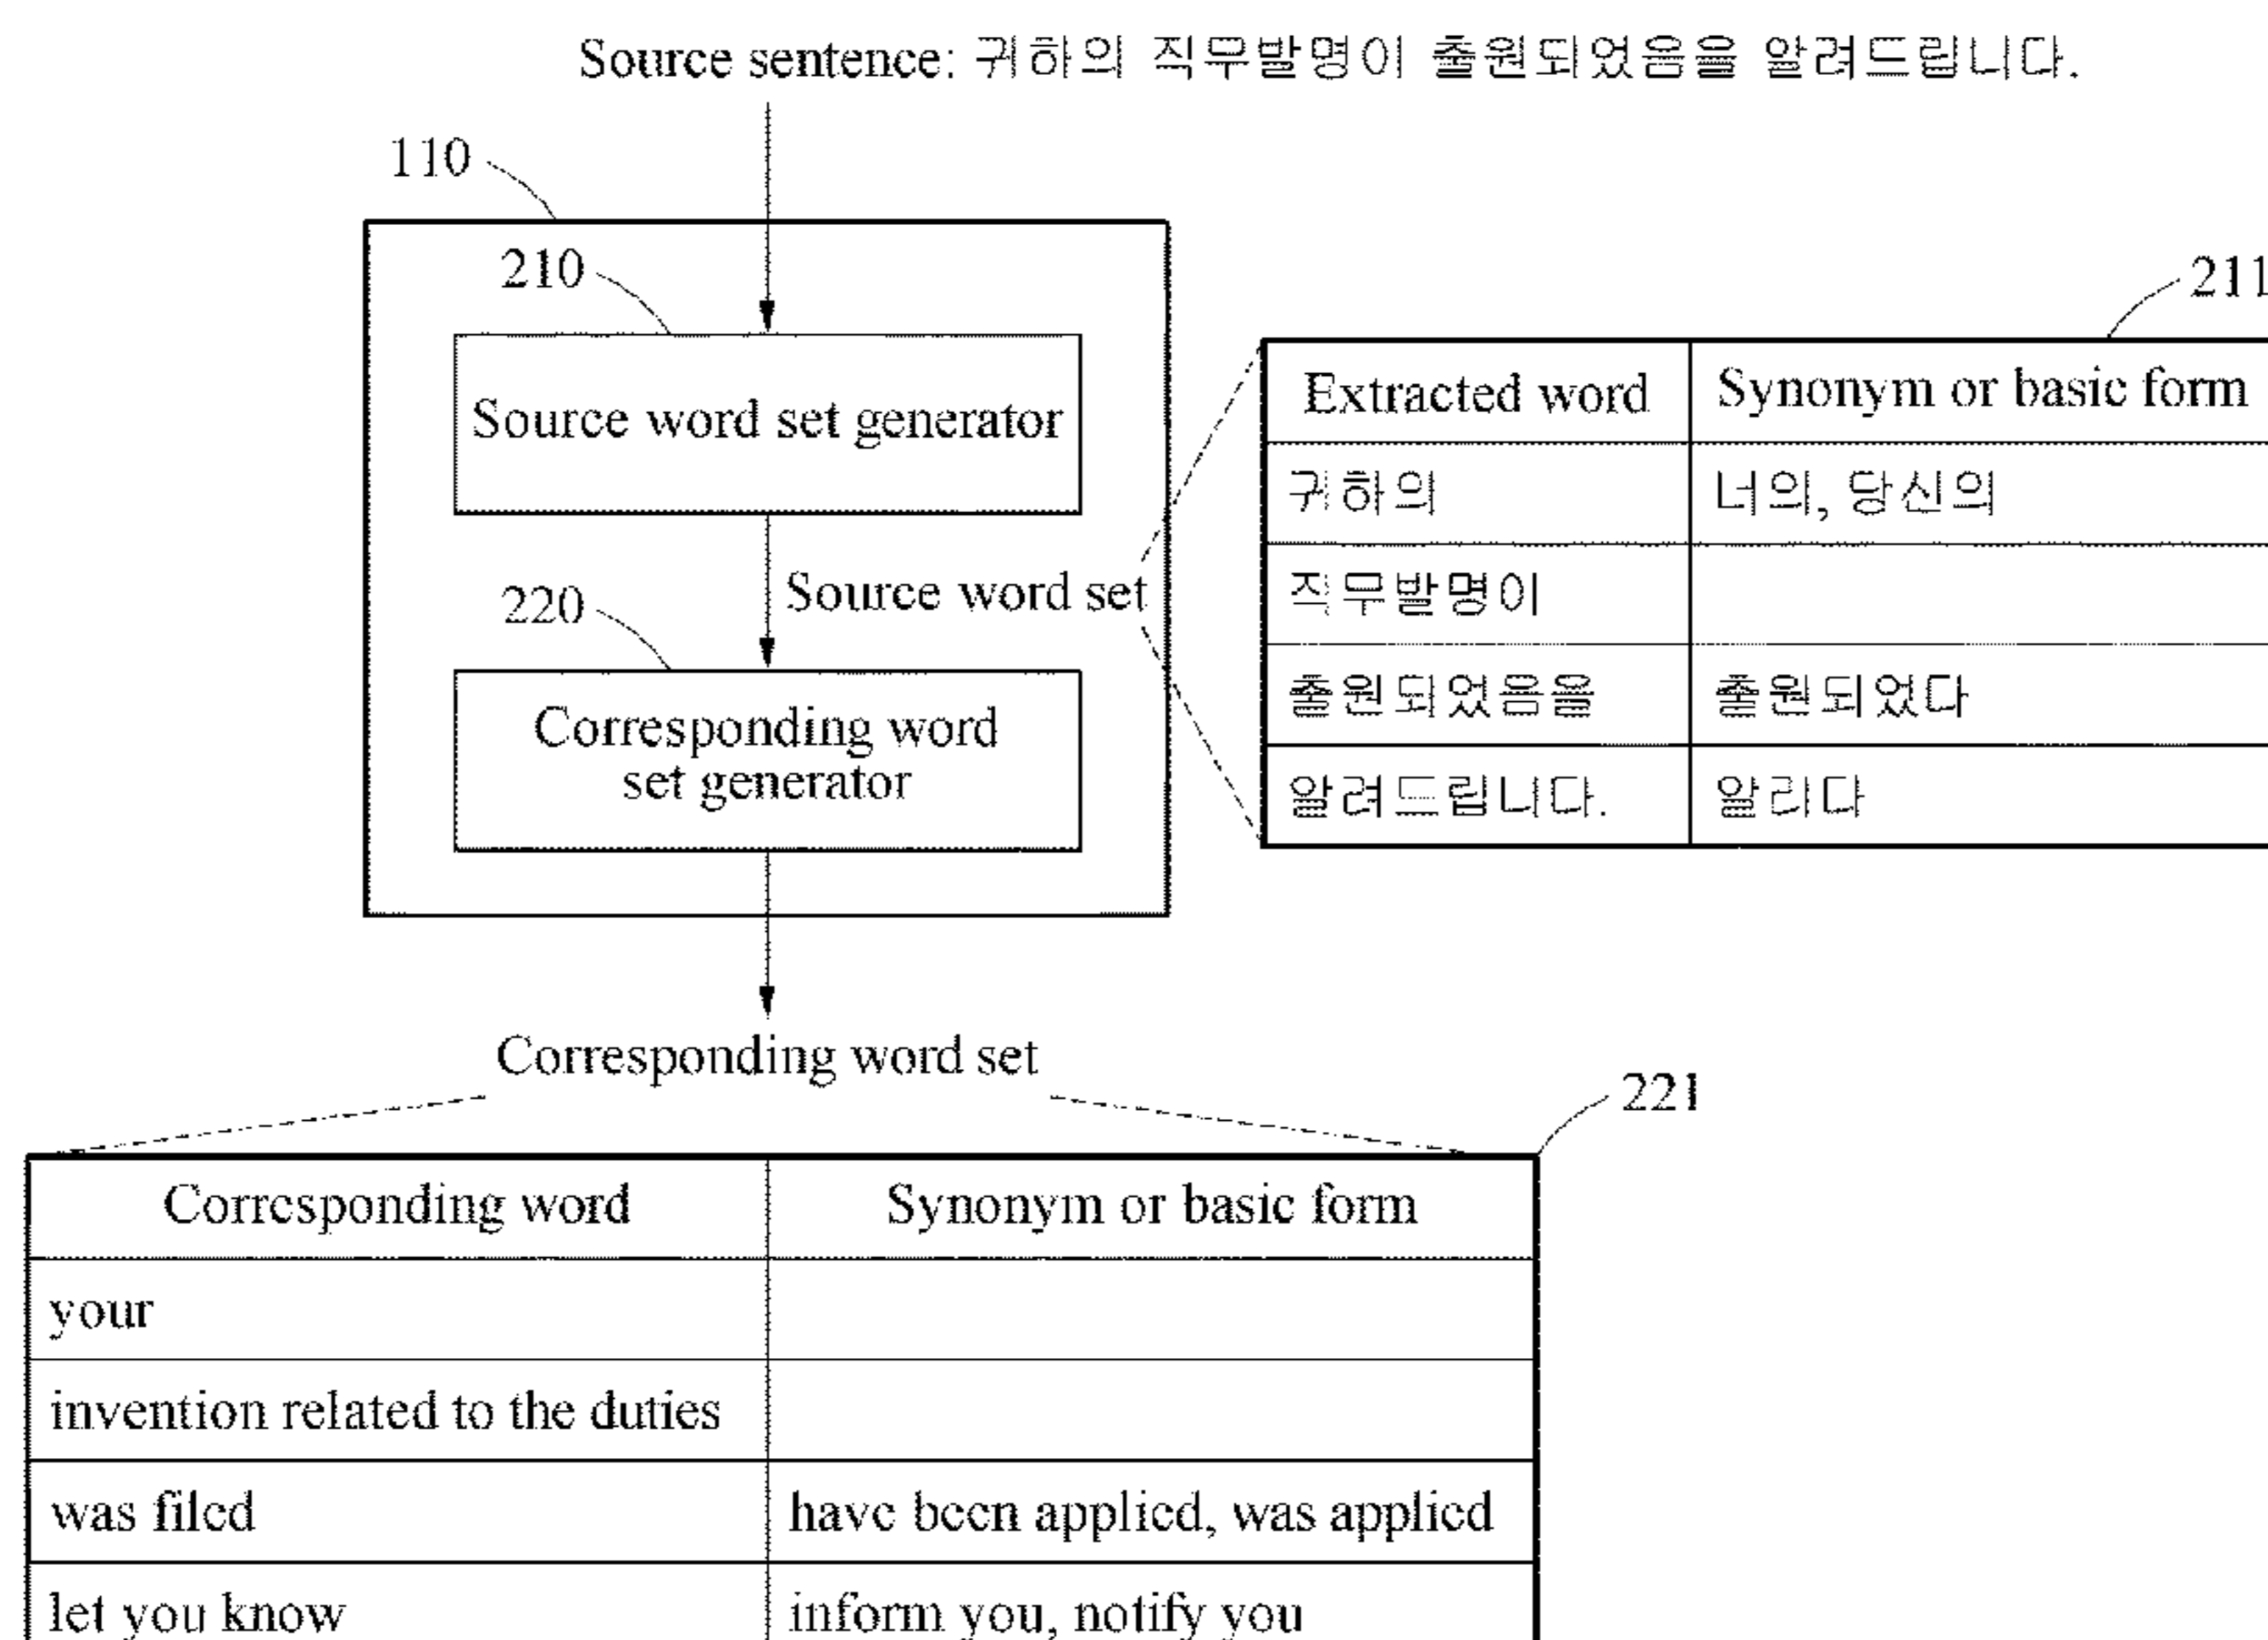 Source sentence: 귀하의 직무발명이 출원되었음을 알려드립니다.
110
210
Source word set generator
Source word set
220
Corresponding word
set generator
211
Extracted word Synonym or basic form
귀하의 너의, 당신의
직무발명이
출원되었음을 출원되었다
알려드립니다. 알리다
Corresponding word set
221
Corresponding word Synonym or basic form
your
invention related to the duties
was filed have been applied, was applied
let you know inform you, notify you